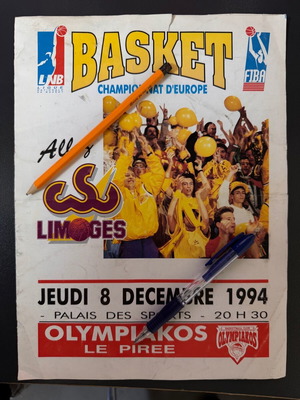 BASKET
LNB
FIBA
CHAMPIONNAT D'EUROPE
Allez
CSP
LIMOGES
JEUDI 8 DECEMBRE 1994
- PALAIS DES SPORTS - 20 H 30
OLYMPIAKOS
LE PIREE
OLYMPIAKOS